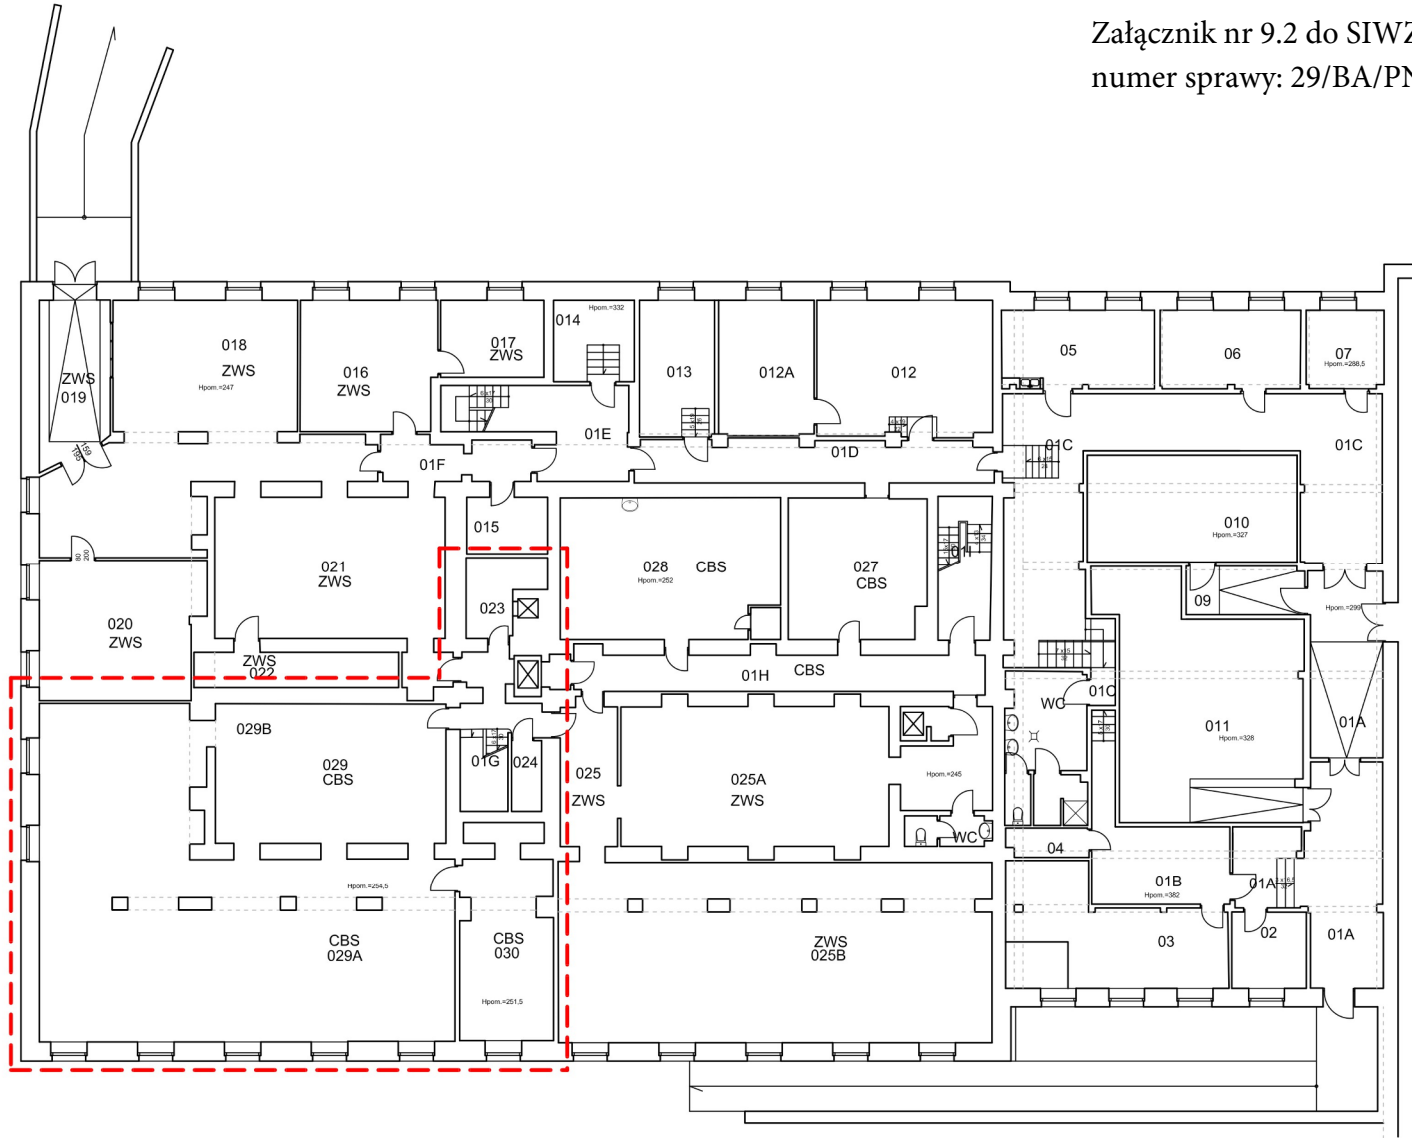 Załącznik nr 9.2 do SIWZ
numer sprawy: 29/BA/PN
018
ZWS
Hpom.=247
ZWS
019
016
ZWS
017
ZWS
014
Hpom.=332
013
012A
012
05
06
07
Hpom.=288,5
01E
01F
01D
01C
01C
015
021
ZWS
028
CBS
Hpom.=252
027
CBS
010
Hpom.=327
80
200
023
09
Hpom.=299
020
ZWS
ZWS
022
01H
CBS
WC
01C
029B
029
CBS
01G
024
025
ZWS
025A
ZWS
Hpom.=245
WC
011
Hpom.=328
01A
04
01B
Hpom.=382
01A
Hpom.=254,5
CBS
029A
CBS
030
Hpom.=251,5
ZWS
025B
03
02
01A